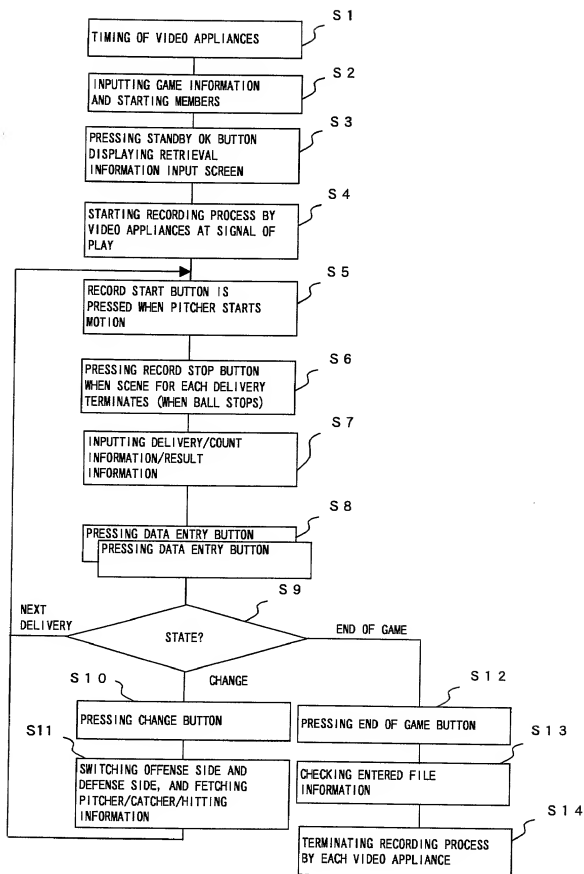 S1
TIMING OF VIDEO APPLIANCES
S2
INPUTTING GAME INFORMATION
AND STARTING MEMBERS
S3
PRESSING STANDBY OK BUTTON
DISPLAYING RETRIEVAL
INFORMATION INPUT SCREEN
S4
STARTING RECORDING PROCESS BY
VIDEO APPLIANCES AT SIGNAL OF
PLAY
S5
RECORD START BUTTON IS
PRESSED WHEN PITCHER STARTS
MOTION
S6
PRESSING RECORD STOP BUTTON
WHEN SCENE FOR EACH DELIVERY
TERMINATES (WHEN BALL STOPS)
S7
INPUTTING DELIVERY/COUNT
INFORMATION/RESULT
INFORMATION
S8
PRESSING DATA ENTRY BUTTON
PRESSING DATA ENTRY BUTTON
S9
NEXT
DELIVERY
STATE?
END OF GAME
CHANGE
S10
PRESSING CHANGE BUTTON
S11
SWITCHING OFFENSE SIDE AND
DEFENSE SIDE, AND FETCHING
PITCHER/CATCHER/HITTING
INFORMATION
S12
PRESSING END OF GAME BUTTON
S13
CHECKING ENTERED FILE
INFORMATION
S14
TERMINATING RECORDING PROCESS
BY EACH VIDEO APPLIANCE